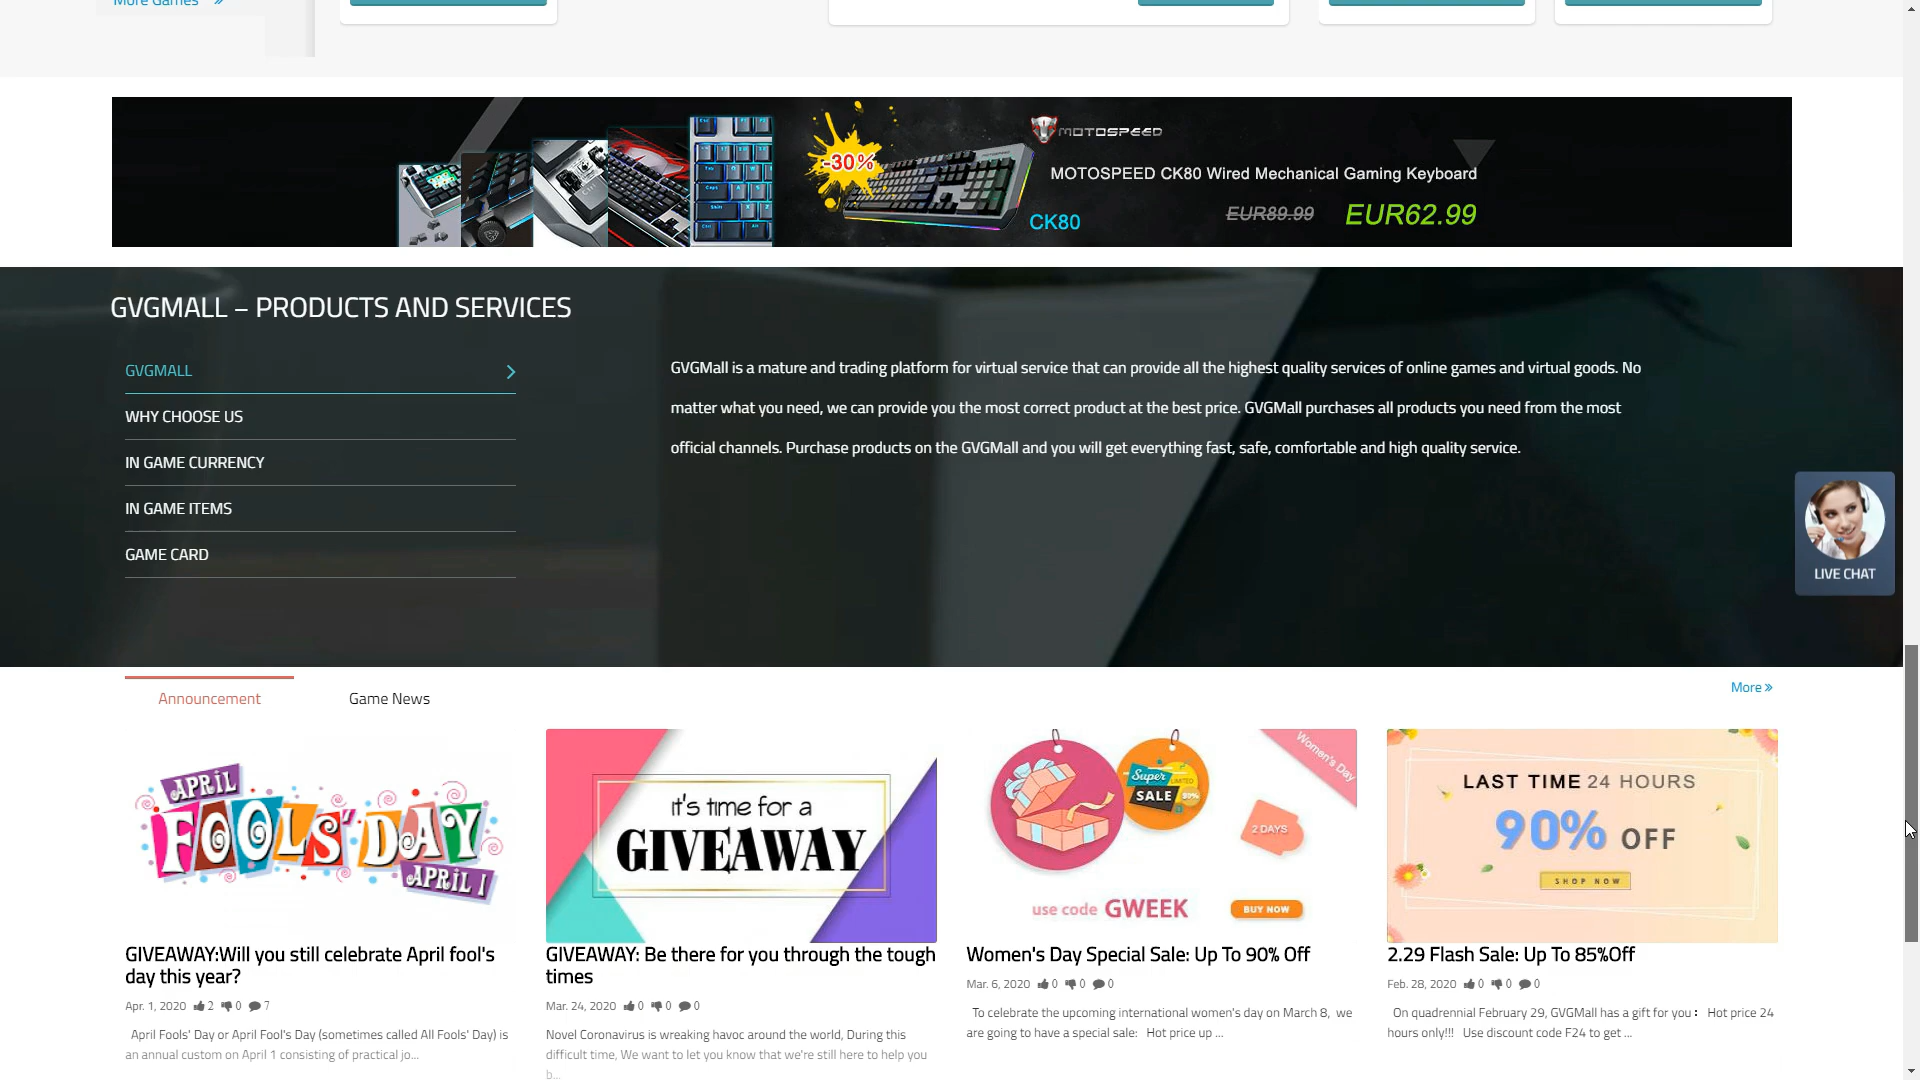 More Games »
-30%
MOTOSPEED
MOTOSPEED CK80 Wired Mechanical Gaming Keyboard
CK80
EUR89.99
EUR62.99
GVGMALL – PRODUCTS AND SERVICES
GVGMALL
WHY CHOOSE US
IN GAME CURRENCY
IN GAME ITEMS
GAME CARD
GVGMall is a mature and trading platform for virtual service that can provide all the highest quality services of online games and virtual goods. No
matter what you need, we can provide you the most correct product at the best price. GVGMall purchases all products you need from the most
official channels. Purchase products on the GVGMall and you will get everything fast, safe, comfortable and high quality service.
LIVE CHAT
Announcement
Game News
More »
APRIL
FOOLS' DAY
APRIL 1
GIVEAWAY:Will you still celebrate April fool's
day this year?
Apr. 1, 2020 2 0 7
April Fools' Day or April Fool's Day (sometimes called All Fools' Day) is
an annual custom on April 1 consisting of practical jo...
it's time for a
GIVEAWAY
GIVEAWAY: Be there for you through the tough
times
Mar. 24, 2020 0 0 0
Novel Coronavirus is wreaking havoc around the world, During this
difficult time, We want to let you know that we're still here to help you
b...
Women's Day
Super
LIMITED
SALE
90%
2 DAYS
use code GWEEK
BUY NOW
Women's Day Special Sale: Up To 90% Off
Mar. 6, 2020 0 0 0
To celebrate the upcoming international women's day on March 8, we
are going to have a special sale: Hot price up ...
LAST TIME 24 HOURS
90% OFF
SHOP NOW
2.29 Flash Sale: Up To 85%Off
Feb. 28, 2020 0 0 0
On quadrennial February 29, GVGMall has a gift for you： Hot price 24
hours only!!! Use discount code F24 to get ...